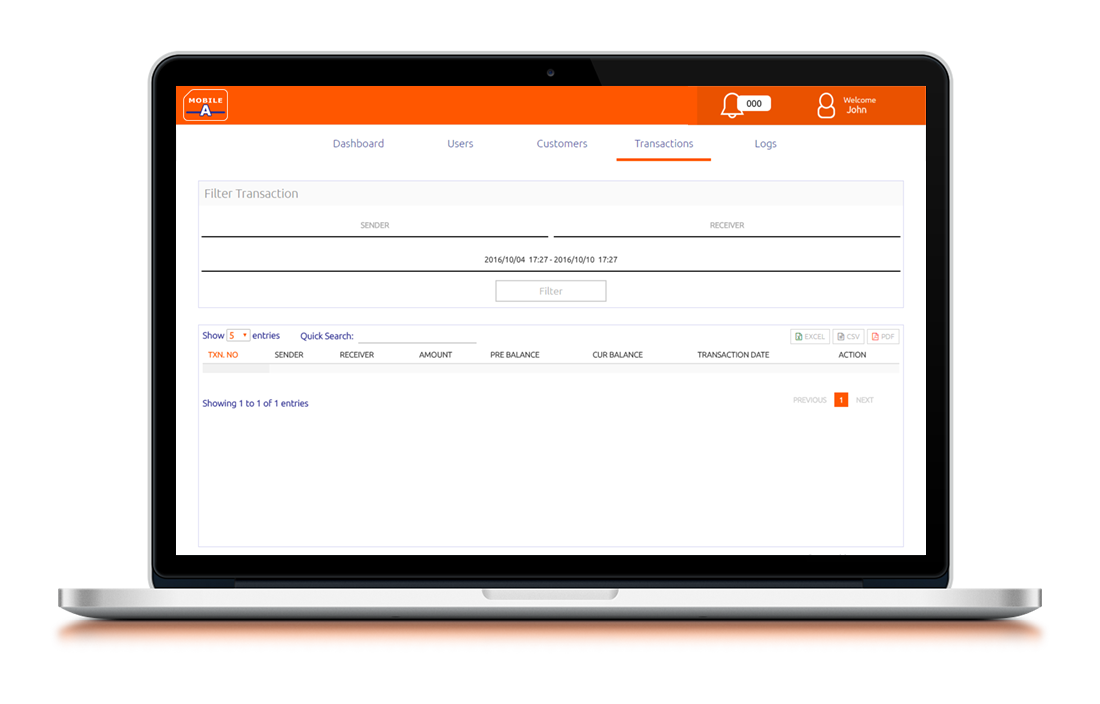 MOBILE
A
000
Welcome
John
Dashboard Users Customers Transactions Logs
Filter Transaction
SENDER RECEIVER
2016/10/04 17:27 - 2016/10/10 17:27
Filter
Show 5 entries Quick Search: EXCEL CSV PDF
TXN. NO SENDER RECEIVER AMOUNT PRE BALANCE CUR BALANCE TRANSACTION DATE ACTION
Showing 1 to 1 of 1 entries PREVIOUS 1 NEXT